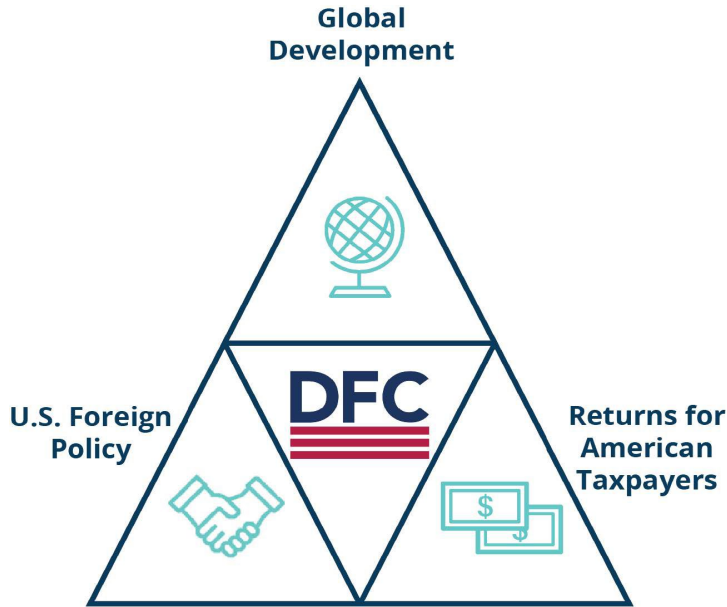 Global
Development
DFC
U.S. Foreign
Policy
Returns for
American
Taxpayers
$
$